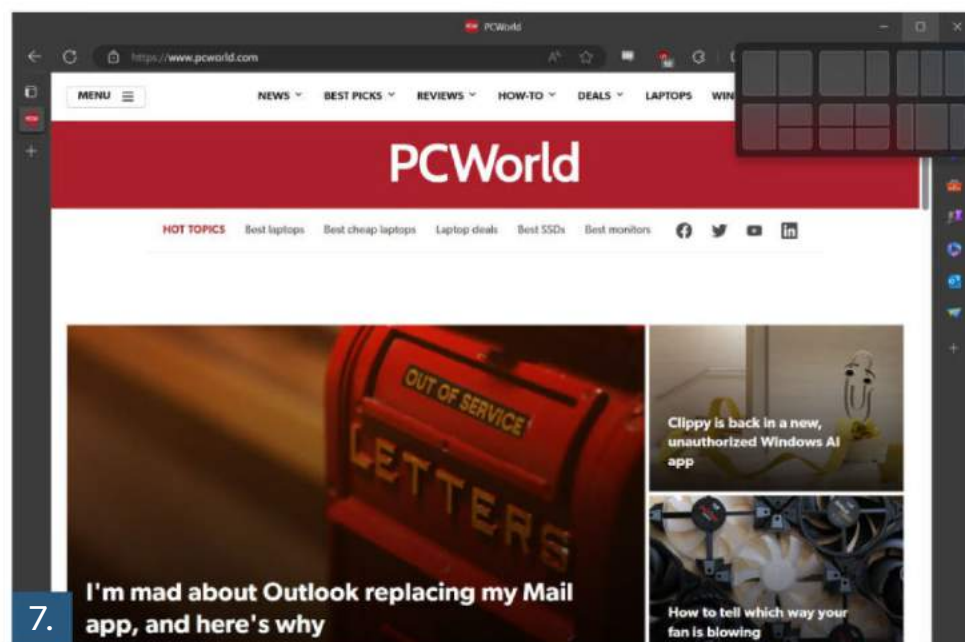 PCWorld
https://www.pcworld.com
MENU NEWS BEST PICKS REVIEWS HOW-TO DEALS LAPTOPS WIN
PCWorld
HOT TOPICS Best laptops Best cheap laptops Laptop deals Best SSDs Best monitors
OUT OF SERVICE
LETTERS
Clippy is back in a new,
unauthorized Windows AI
app
I'm mad about Outlook replacing my Mail
app, and here's why
How to tell which way your
fan is blowing
7.